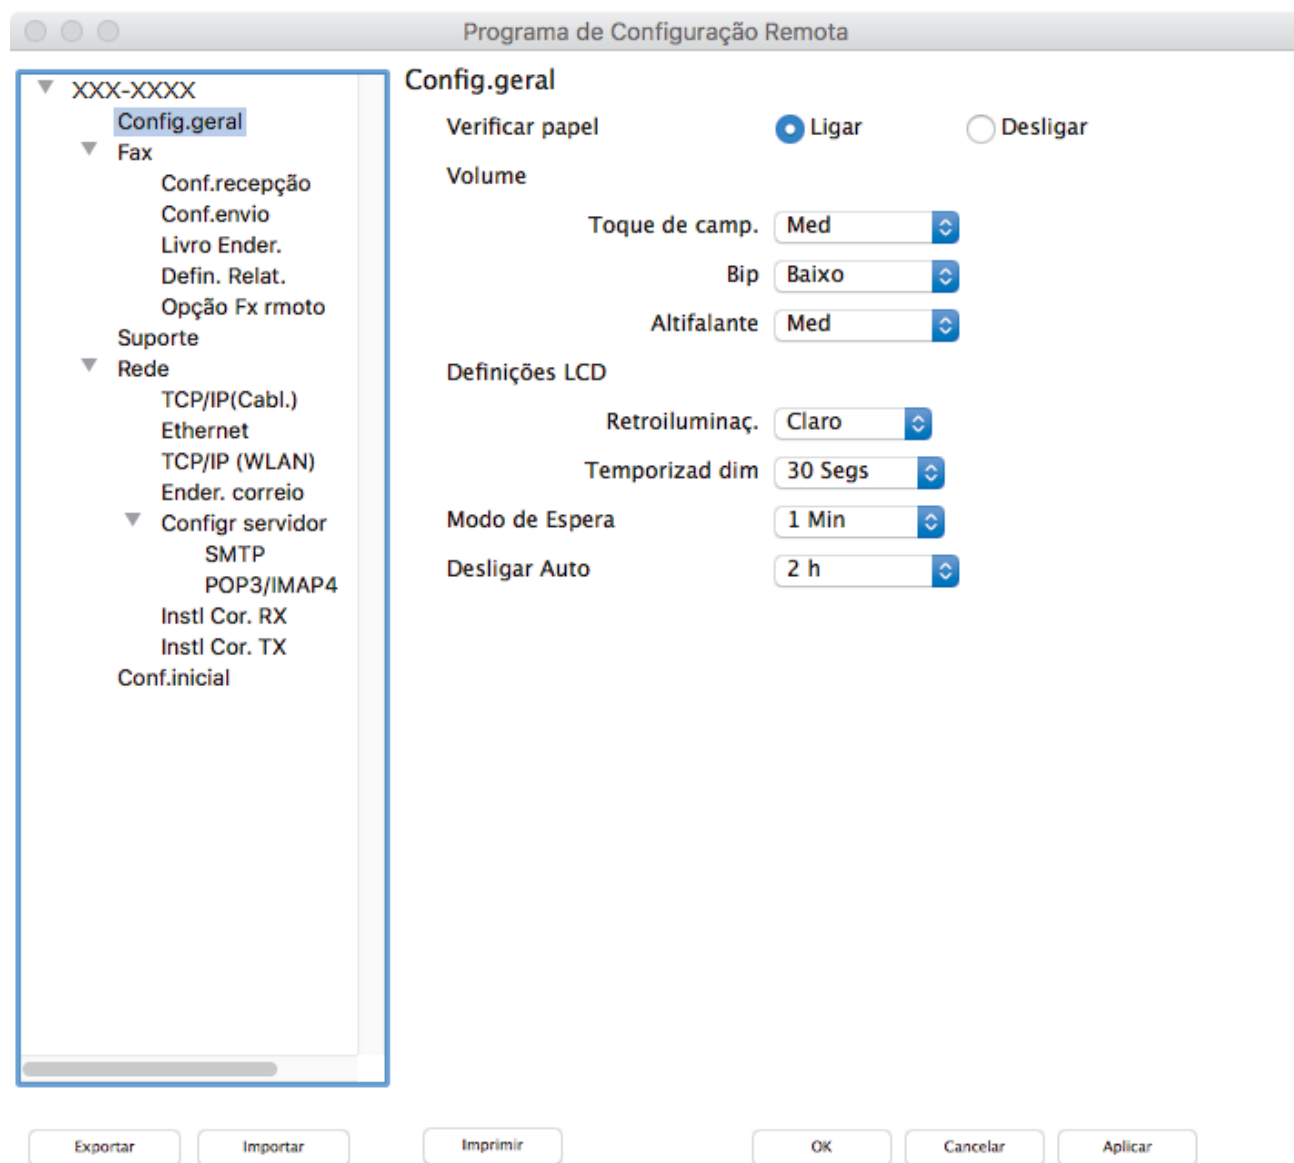 Programa de Configuração Remota
XXX-XXXX
Config.geral
Fax
Conf.recepção
Conf.envio
Livro Ender.
Defin. Relat.
Opção Fx rmoto
Suporte
Rede
TCP/IP(Cabl.)
Ethernet
TCP/IP (WLAN)
Ender. correio
Configr servidor
SMTP
POP3/IMAP4
Instl Cor. RX
Instl Cor. TX
Conf.inicial
Config.geral
Verificar papel Ligar Desligar
Volume
Toque de camp. Med
Bip Baixo
Altifalante Med
Definições LCD
Retroiluminaç. Claro
Temporizad dim 30 Segs
Modo de Espera 1 Min
Desligar Auto 2 h
Exportar Importar Imprimir OK Cancelar Aplicar